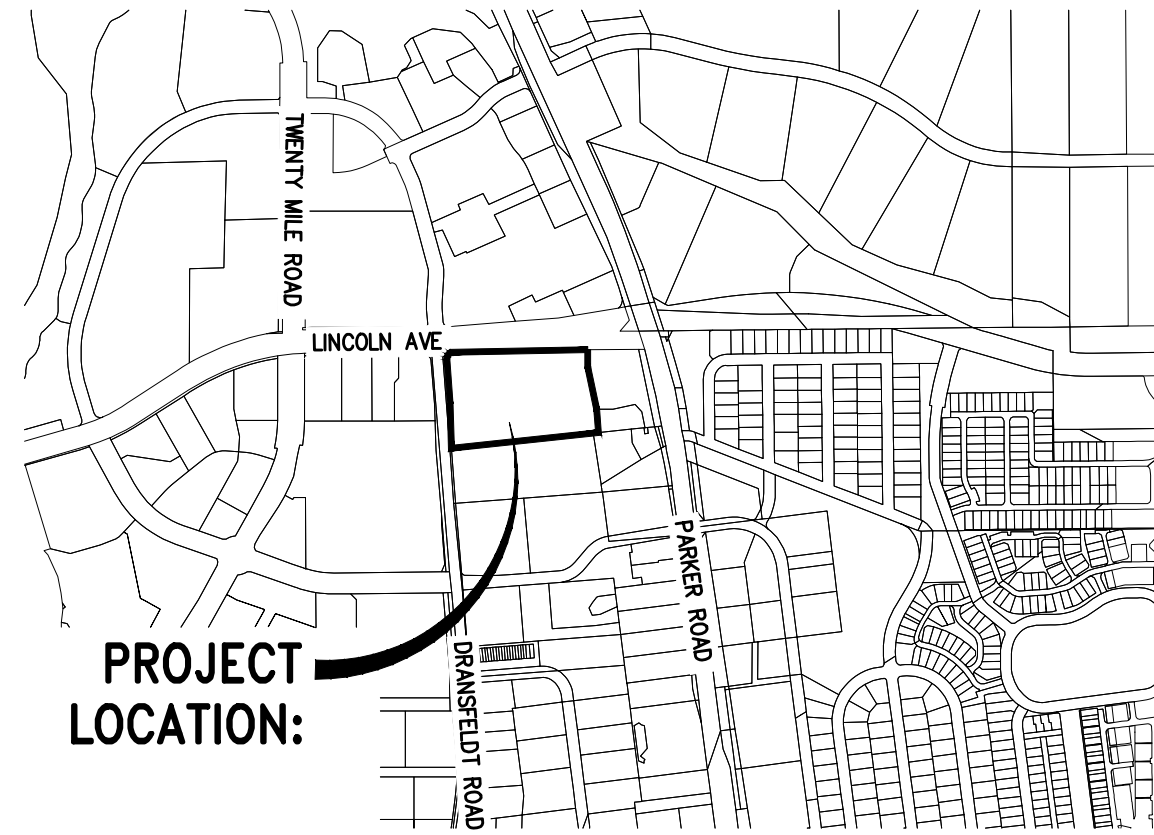 TWENTY MILE ROAD
LINCOLN AVE
PARKER ROAD
PROJECT
LOCATION:
DRANSFELDT ROAD